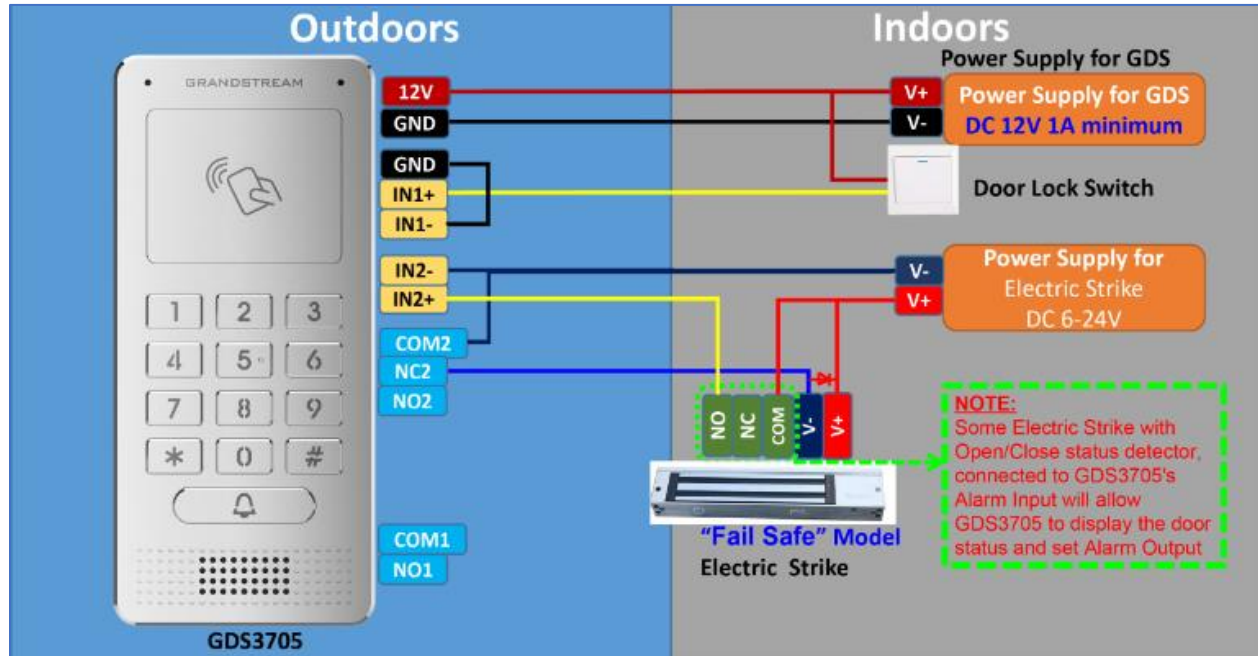 Outdoors
Indoors
GRANDSTREAM
12V
GND
GND
IN1+
IN1-
IN2-
IN2+
COM2
NC2
NO2
COM1
NO1
1 2 3
4 5 6
7 8 9
* 0 #
GDS3705
Power Supply for GDS
V+
V-
Power Supply for GDS
DC 12V 1A minimum
Door Lock Switch
V-
V+
Power Supply for
Electric Strike
DC 6-24V
NO
NC
COM
V-
V+
"Fail Safe" Model
Electric Strike
NOTE:
Some Electric Strike with
Open/Close status detector,
connected to GDS3705's
Alarm Input will allow
GDS3705 to display the door
status and set Alarm Output